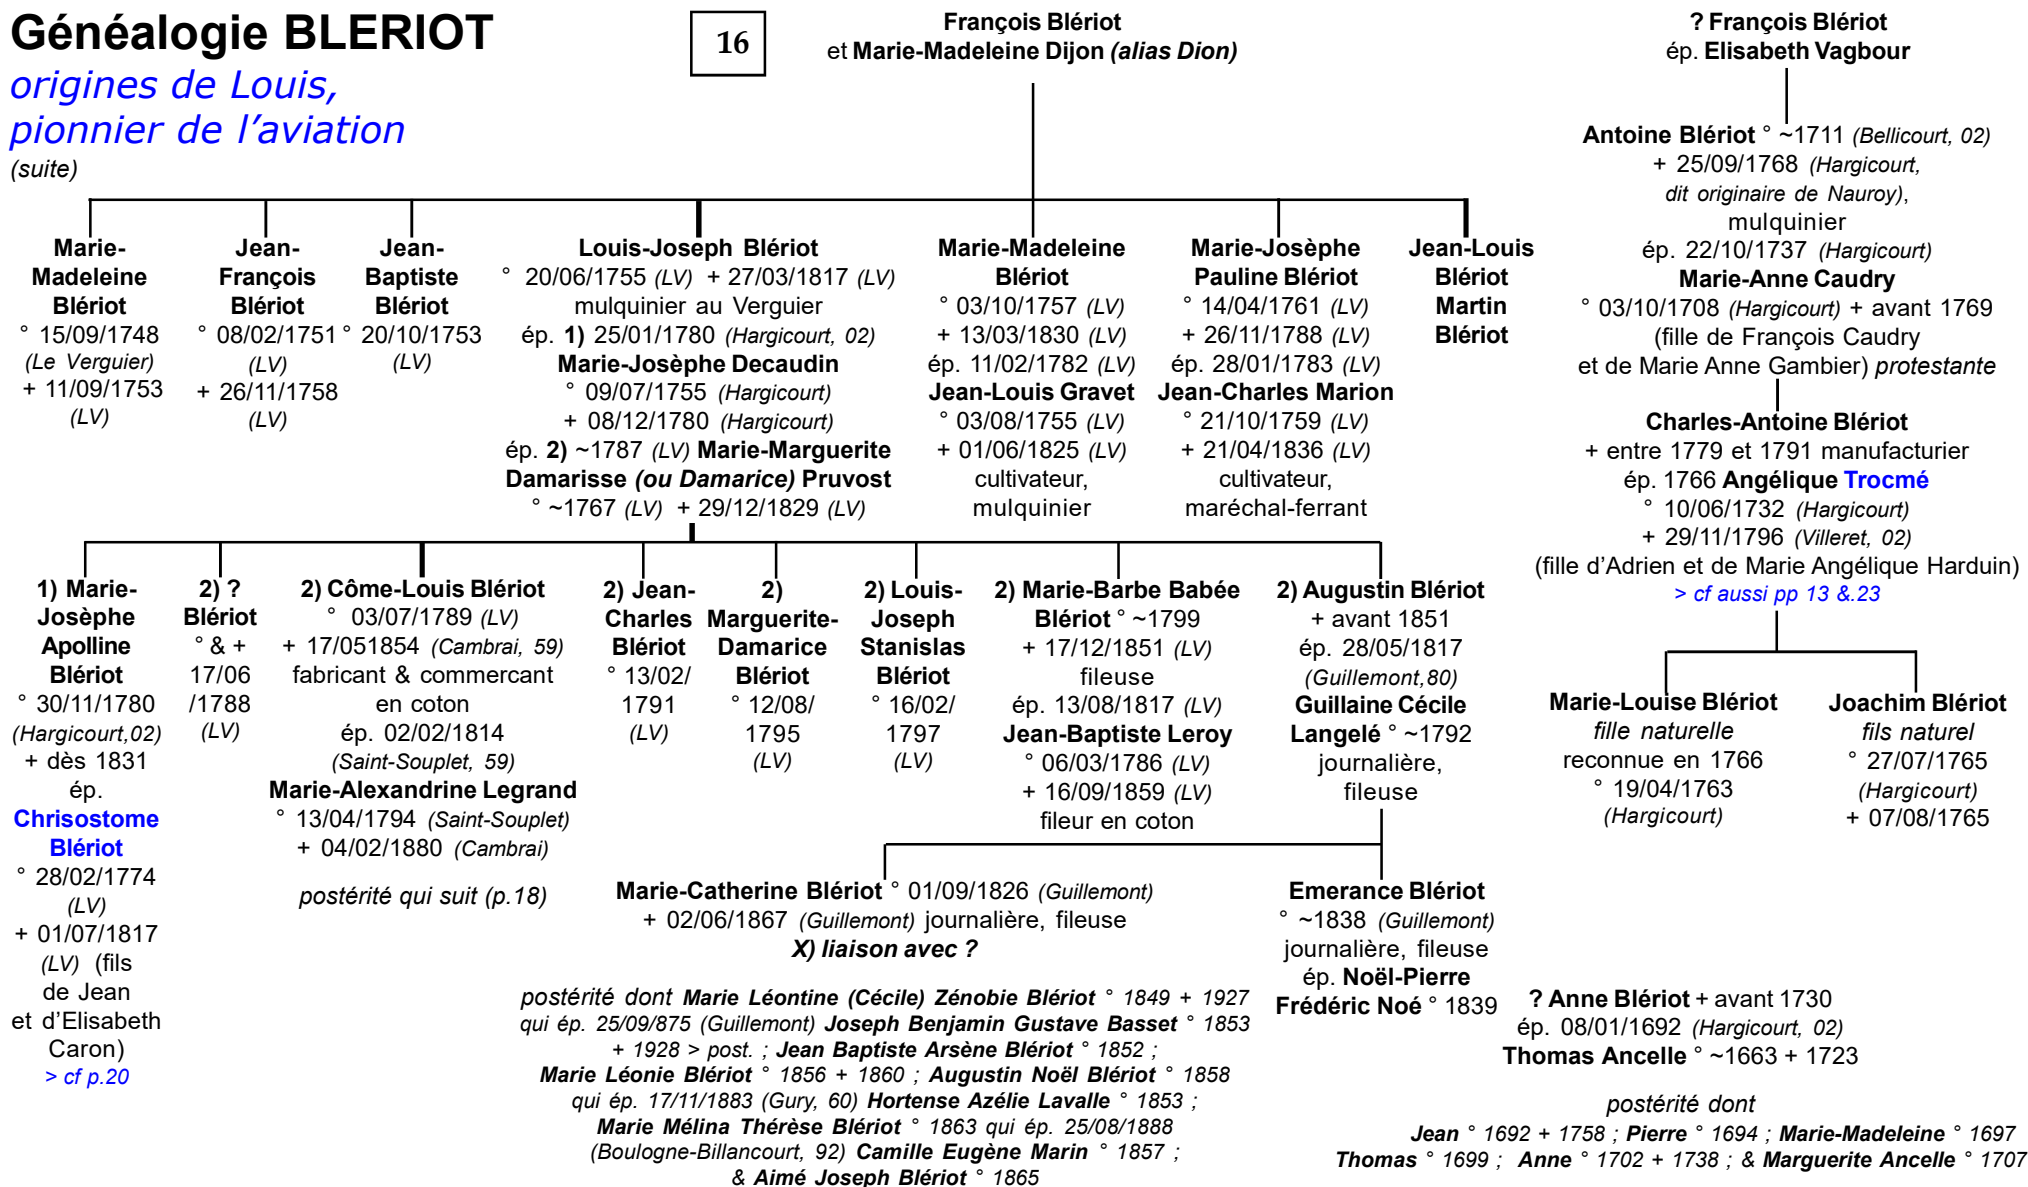 Généalogie BLERIOT
origines de Louis,
pionnier de l’aviation
(suite)
16
François Blériot
et Marie-Madeleine Dijon (alias Dion)
? François Blériot
ép. Elisabeth Vagbour
Antoine Blériot ° ~1711 (Bellicourt, 02)
+ 25/09/1768 (Hargicourt,
dit originaire de Nauroy),
mulquinier
ép. 22/10/1737 (Hargicourt)
Marie-Anne Caudry
° 03/10/1708 (Hargicourt) + avant 1769
(fille de François Caudry
et de Marie Anne Gambier) protestante
Charles-Antoine Blériot
+ entre 1779 et 1791 manufacturier
ép. 1766 Angélique Trocmé
° 10/06/1732 (Hargicourt)
+ 29/11/1796 (Villeret, 02)
(fille d’Adrien et de Marie Angélique Harduin)
> cf aussi pp 13 &.23
Marie-Louise Blériot
fille naturelle
reconnue en 1766
° 19/04/1763
(Hargicourt)
Joachim Blériot
fils naturel
° 27/07/1765
(Hargicourt)
+ 07/08/1765
Marie-
Madeleine
Blériot
° 15/09/1748
(Le Verguier)
+ 11/09/1753
(LV)
Jean-
François
Blériot
° 08/02/1751
(LV)
+ 26/11/1758
(LV)
Jean-
Baptiste
Blériot
° 20/10/1753
(LV)
Louis-Joseph Blériot
° 20/06/1755 (LV) + 27/03/1817 (LV)
mulquinier au Verguier
ép. 1) 25/01/1780 (Hargicourt, 02)
Marie-Josèphe Decaudin
° 09/07/1755 (Hargicourt)
+ 08/12/1780 (Hargicourt)
ép. 2) ~1787 (LV) Marie-Marguerite
Damarisse (ou Damarice) Pruvost
° ~1767 (LV) + 29/12/1829 (LV)
Marie-Madeleine
Blériot
° 03/10/1757 (LV)
+ 13/03/1830 (LV)
ép. 11/02/1782 (LV)
Jean-Louis Gravet
° 03/08/1755 (LV)
+ 01/06/1825 (LV)
cultivateur,
mulquinier
Marie-Josèphe
Pauline Blériot
° 14/04/1761 (LV)
+ 26/11/1788 (LV)
ép. 28/01/1783 (LV)
Jean-Charles Marion
° 21/10/1759 (LV)
+ 21/04/1836 (LV)
cultivateur,
maréchal-ferrant
Jean-Louis
Blériot
Martin
Blériot
1) Marie-
Josèphe
Apolline
Blériot
° 30/11/1780
(Hargicourt,02)
+ dès 1831
ép.
Chrisostome
Blériot
° 28/02/1774
(LV)
+ 01/07/1817
(LV) (fils
de Jean
et d’Elisabeth
Caron)
> cf p.20
2) ?
Blériot
° & +
17/06
/1788
(LV)
2) Côme-Louis Blériot
° 03/07/1789 (LV)
+ 17/051854 (Cambrai, 59)
fabricant & commercant
en coton
ép. 02/02/1814
(Saint-Souplet, 59)
Marie-Alexandrine Legrand
° 13/04/1794 (Saint-Souplet)
+ 04/02/1880 (Cambrai)
postérité qui suit (p.18)
2) Jean-
Charles
Blériot
° 13/02/
1791
(LV)
2)
Marguerite-
Damarice
Blériot
° 12/08/
1795
(LV)
2) Louis-
Joseph
Stanislas
Blériot
° 16/02/
1797
(LV)
2) Marie-Barbe Babée
Blériot ° ~1799
+ 17/12/1851 (LV)
fileuse
ép. 13/08/1817 (LV)
Jean-Baptiste Leroy
° 06/03/1786 (LV)
+ 16/09/1859 (LV)
fileur en coton
2) Augustin Blériot
+ avant 1851
ép. 28/05/1817
(Guillemont,80)
Guillaine Cécile
Langelé ° ~1792
journalière,
fileuse
Marie-Catherine Blériot ° 01/09/1826 (Guillemont)
+ 02/06/1867 (Guillemont) journalière, fileuse
X) liaison avec ?
postérité dont Marie Léontine (Cécile) Zénobie Blériot ° 1849 + 1927
qui ép. 25/09/875 (Guillemont) Joseph Benjamin Gustave Basset ° 1853
+ 1928 > post. ; Jean Baptiste Arsène Blériot ° 1852 ;
Marie Léonie Blériot ° 1856 + 1860 ; Augustin Noël Blériot ° 1858
qui ép. 17/11/1883 (Gury, 60) Hortense Azélie Lavalle ° 1853 ;
Marie Mélina Thérèse Blériot ° 1863 qui ép. 25/08/1888
(Boulogne-Billancourt, 92) Camille Eugène Marin ° 1857 ;
& Aimé Joseph Blériot ° 1865
Emerance Blériot
° ~1838 (Guillemont)
journalière, fileuse
ép. Noël-Pierre
Frédéric Noé ° 1839
? Anne Blériot + avant 1730
ép. 08/01/1692 (Hargicourt, 02)
Thomas Ancelle ° ~1663 + 1723
postérité dont
Jean ° 1692 + 1758 ; Pierre ° 1694 ; Marie-Madeleine ° 1697
Thomas ° 1699 ; Anne ° 1702 + 1738 ; & Marguerite Ancelle ° 1707